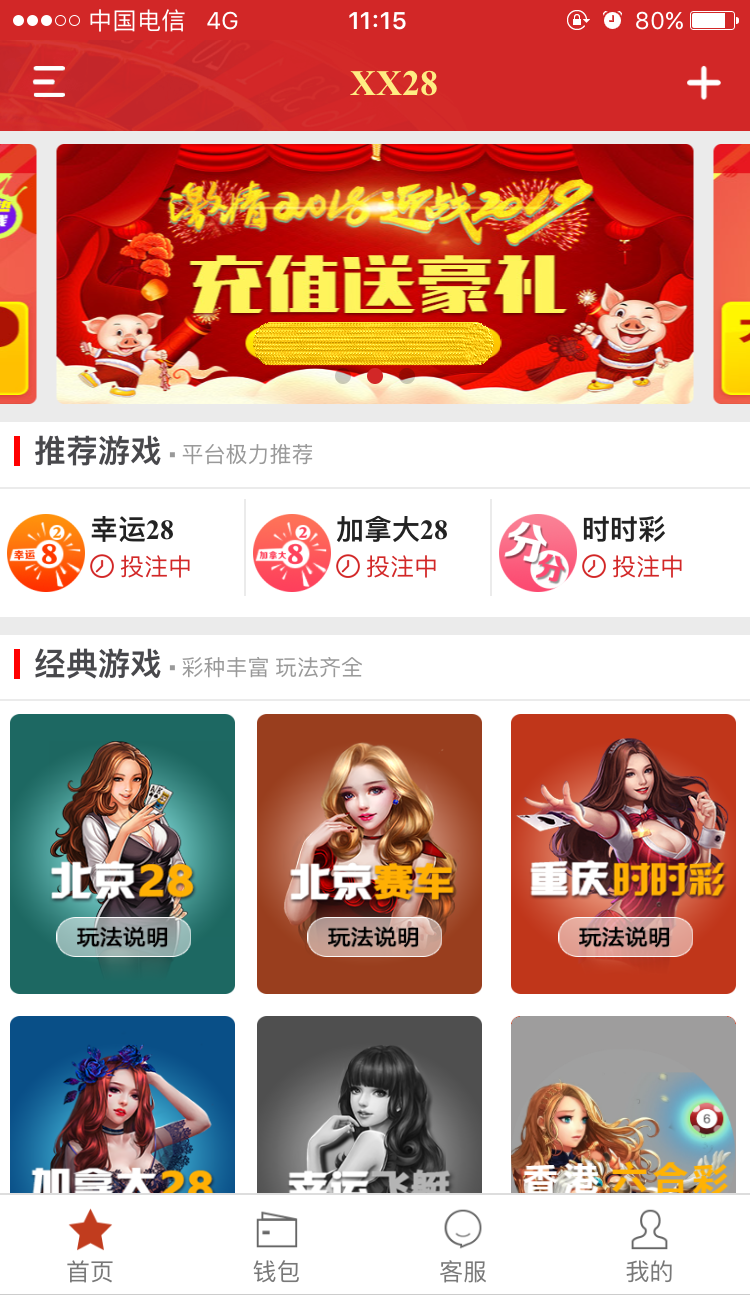 中国电信 4G 11:15 80%
XX28
激情2018迎战2019
充值送豪礼
推荐游戏 · 平台极力推荐
幸运28
投注中
加拿大28
投注中
时时彩
投注中
幸运 2 8
加拿大 2 8
分分
经典游戏 · 彩种丰富 玩法齐全
北京28
玩法说明
北京赛车
玩法说明
重庆时时彩
玩法说明
加拿大28
幸运飞艇
香港六合彩
6
首页
钱包
客服
我的